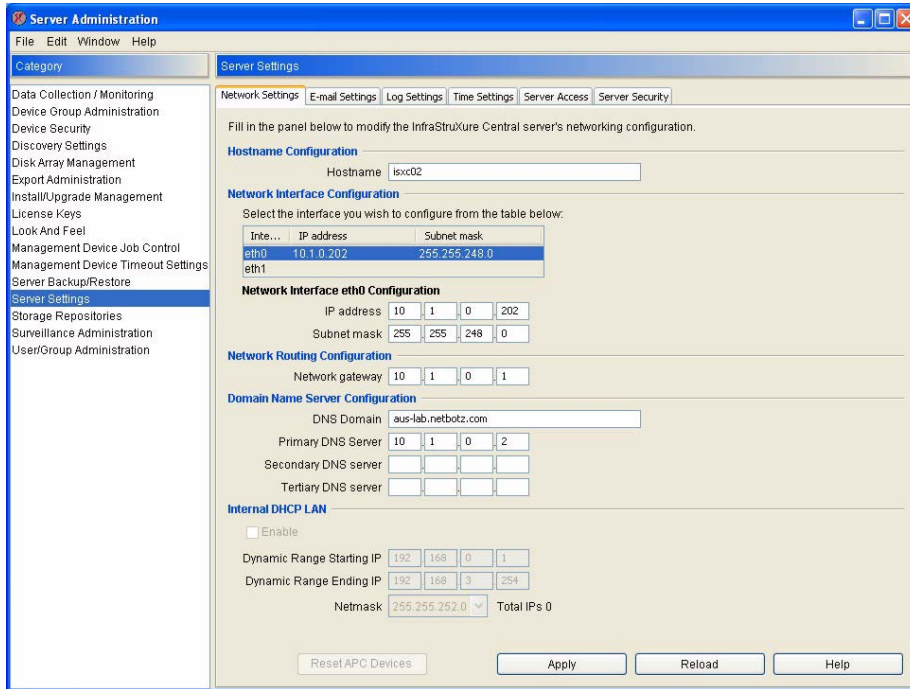 Server Administration
File Edit Window Help
Category
Data Collection / Monitoring
Device Group Administration
Device Security
Discovery Settings
Disk Array Management
Export Administration
Install/Upgrade Management
License Keys
Look And Feel
Management Device Job Control
Management Device Timeout Settings
Server Backup/Restore
Server Settings
Storage Repositories
Surveillance Administration
User/Group Administration
Server Settings
Network Settings E-mail Settings Log Settings Time Settings Server Access Server Security
Fill in the panel below to modify the InfraStruXure Central server's networking configuration.
Hostname Configuration
Hostname isxc02
Network Interface Configuration
Select the interface you wish to configure from the table below:
Inte... IP address Subnet mask
eth0 10.1.0.202 255.255.248.0
eth1
Network Interface eth0 Configuration
IP address 10 . 1 . 0 . 202
Subnet mask 255 . 255 . 248 . 0
Network Routing Configuration
Network gateway 10 . 1 . 0 . 1
Domain Name Server Configuration
DNS Domain aus-lab.netbotz.com
Primary DNS Server 10 . 1 . 0 . 2
Secondary DNS server . . .
Tertiary DNS server . . .
Internal DHCP LAN
Enable
Dynamic Range Starting IP 192 . 168 . 0 . 1
Dynamic Range Ending IP 192 . 168 . 3 . 254
Netmask 255.255.252.0 Total IPs 0
Reset APC Devices Apply Reload Help